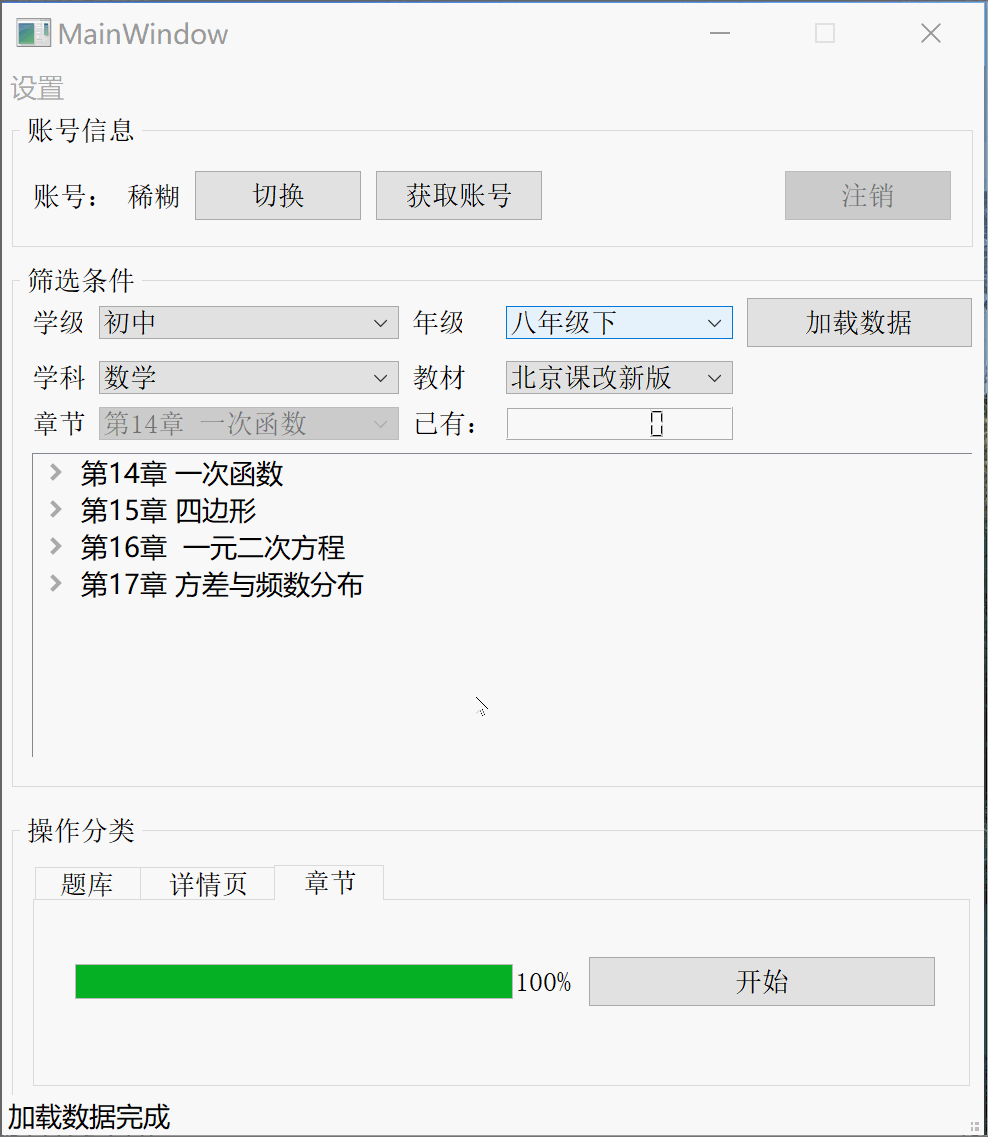 MainWindow
设置
账号信息
账号： 稀糊 切换 获取账号 注销
筛选条件
学级 初中 年级 八年级下 加载数据
学科 数学 教材 北京课改新版
章节 第14章 一次函数 已有： 0
第14章 一次函数
第15章 四边形
第16章 一元二次方程
第17章 方差与频数分布
操作分类
题库 详情页 章节
100% 开始
加载数据完成